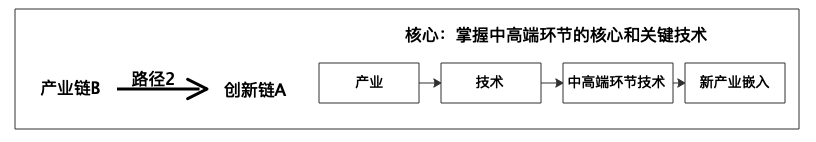 核心：掌握中高端环节的核心和关键技术
产业链B
路径2
创新链A
产业
技术
中高端环节技术
新产业嵌入